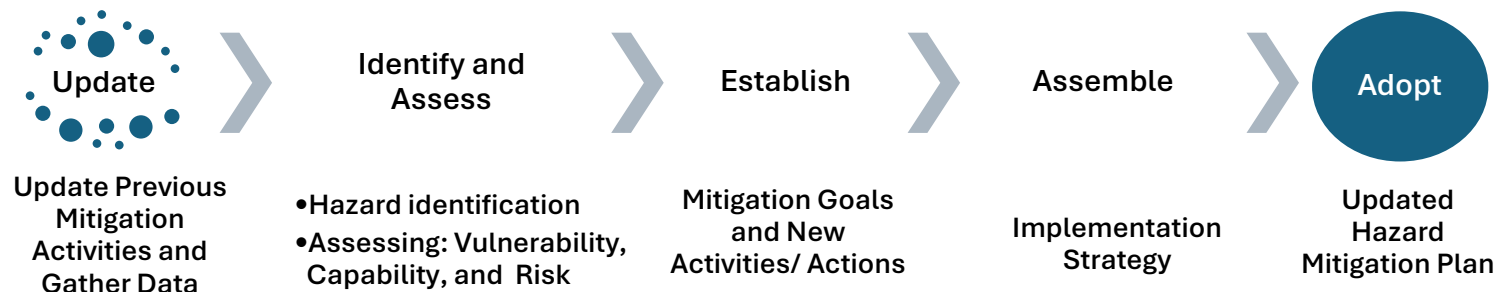 Update
Identify and
Assess
Establish
Assemble
Adopt
Update Previous
Mitigation
Activities and
Gather Data
•Hazard identification
•Assessing: Vulnerability,
Capability, and Risk
Mitigation Goals
and New
Activities/ Actions
Implementation
Strategy
Updated
Hazard
Mitigation Plan